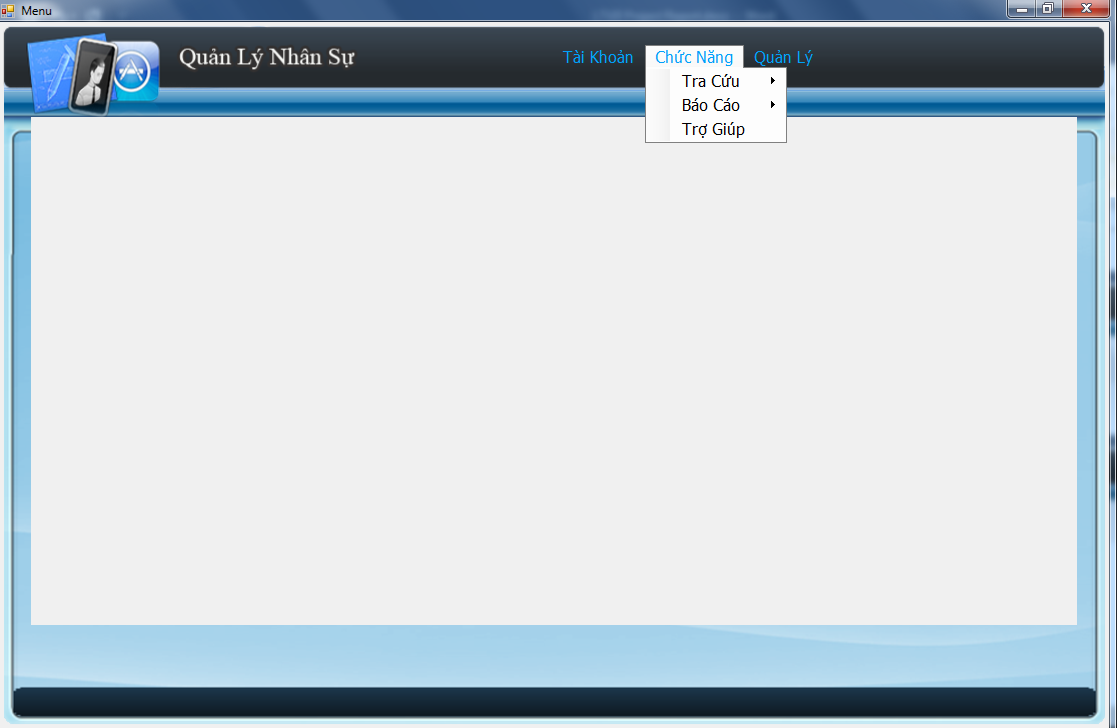 Menu
Quản Lý Nhân Sự
Tài Khoản Chức Năng Quản Lý
Tra Cứu
Báo Cáo
Trợ Giúp